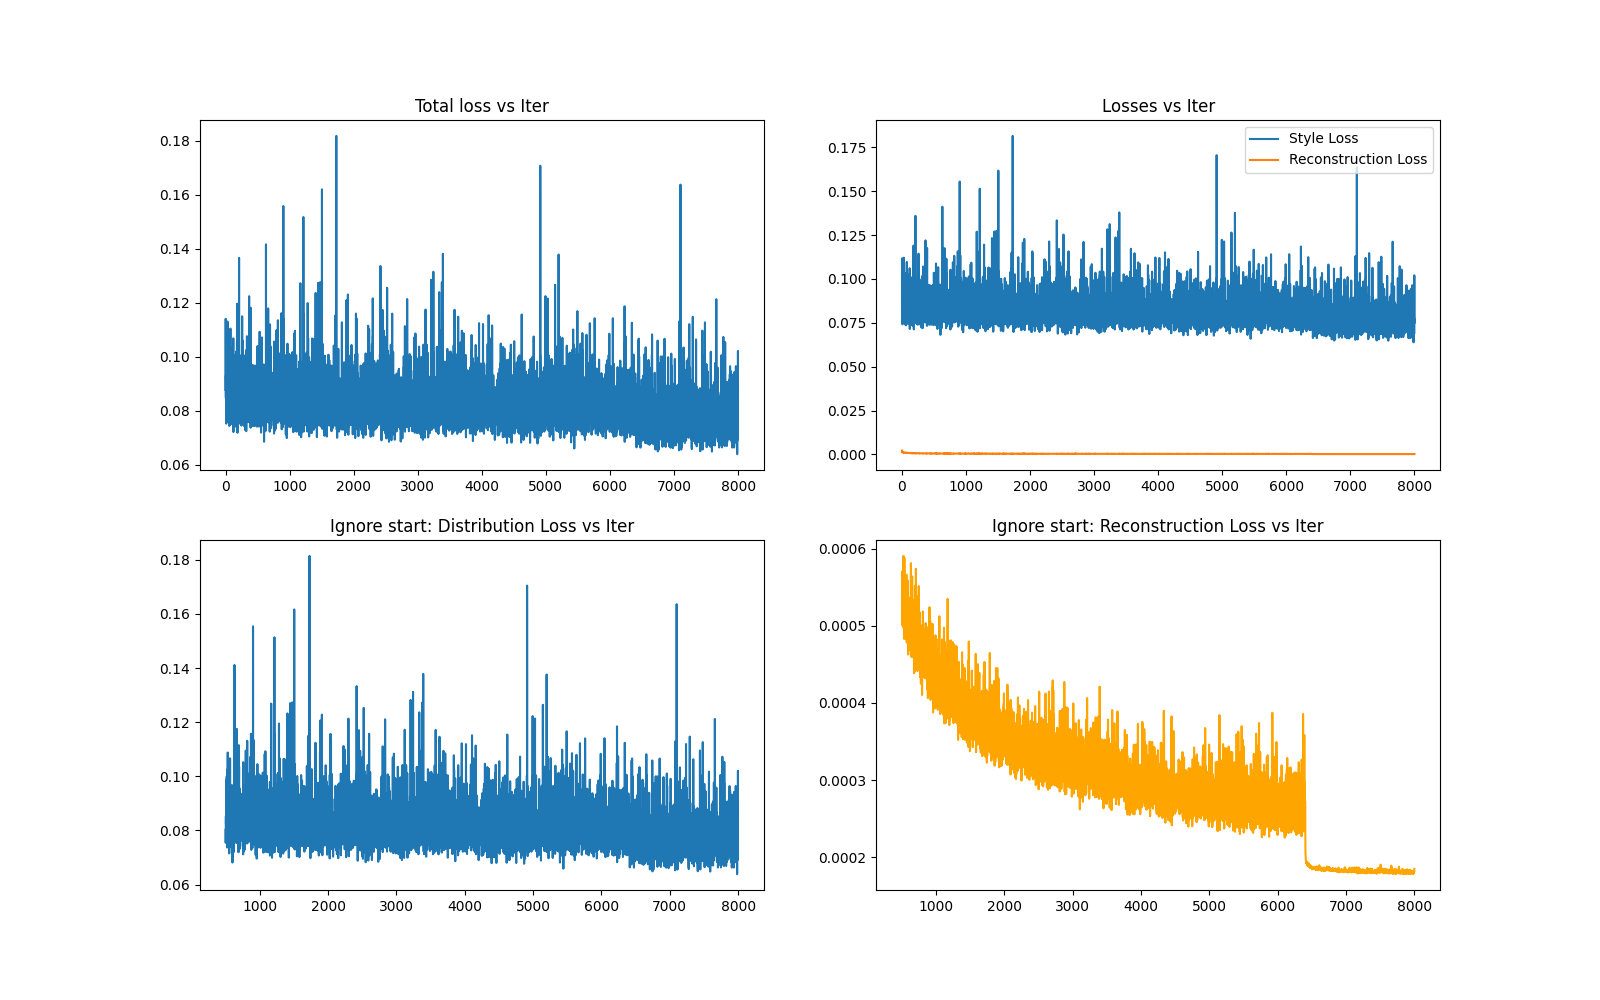 Total loss vs Iter
0.18
0.16
0.14
0.12
0.10
0.08
0.06
0 1000 2000 3000 4000 5000 6000 7000 8000
Losses vs Iter
Style Loss
Reconstruction Loss
0.175
0.150
0.125
0.100
0.075
0.050
0.025
0.000
0 1000 2000 3000 4000 5000 6000 7000 8000
Ignore start: Distribution Loss vs Iter
0.18
0.16
0.14
0.12
0.10
0.08
0.06
1000 2000 3000 4000 5000 6000 7000 8000
Ignore start: Reconstruction Loss vs Iter
0.0006
0.0005
0.0004
0.0003
0.0002
1000 2000 3000 4000 5000 6000 7000 8000